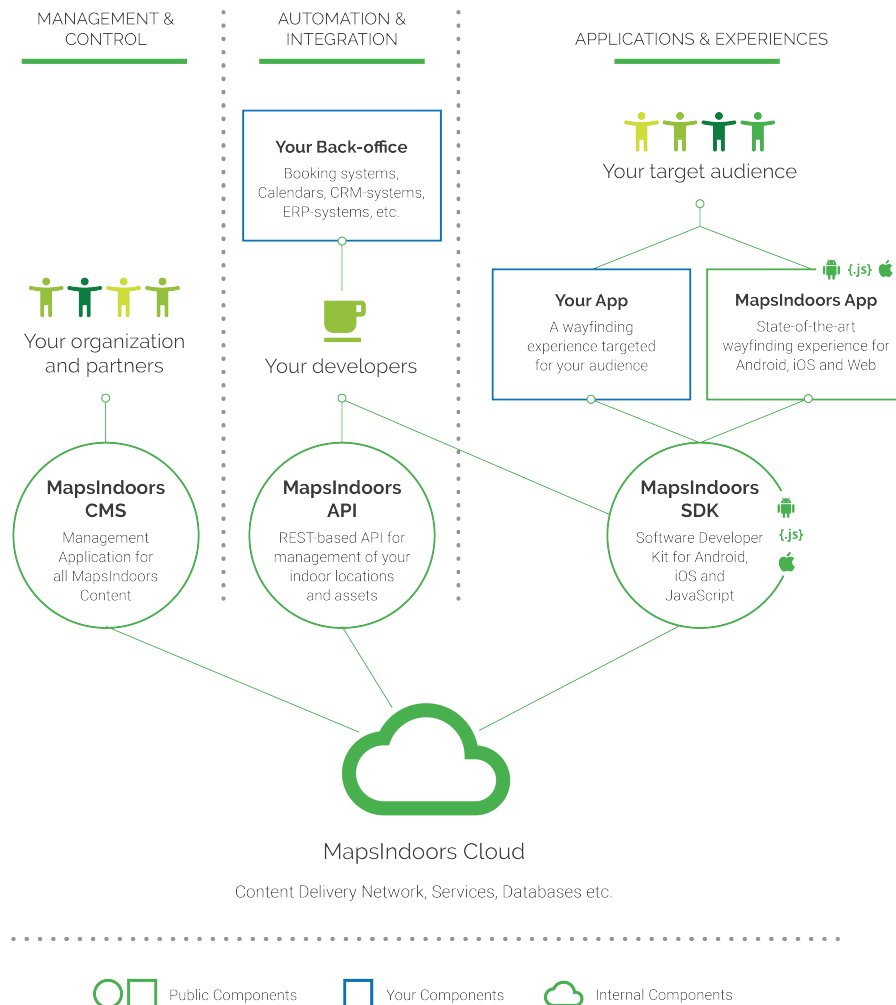 MANAGEMENT &
CONTROL
AUTOMATION &
INTEGRATION
APPLICATIONS & EXPERIENCES
Your Back-office
Booking systems,
Calendars, CRM-systems,
ERP-systems, etc.
Your target audience
Your organization
and partners
Your developers
{.js}
Your App
A wayfinding
experience targeted
for your audience
MapsIndoors App
State-of-the-art
wayfinding experience for
Android, iOS and Web
MapsIndoors
CMS
Management
Application for
all MapsIndoors
Content
MapsIndoors
API
REST-based API for
management of your
indoor locations
and assets
MapsIndoors
SDK
Software Developer
Kit for Android,
iOS and
JavaScript
{.js}
MapsIndoors Cloud
Content Delivery Network, Services, Databases etc.
Public Components
Your Components
Internal Components